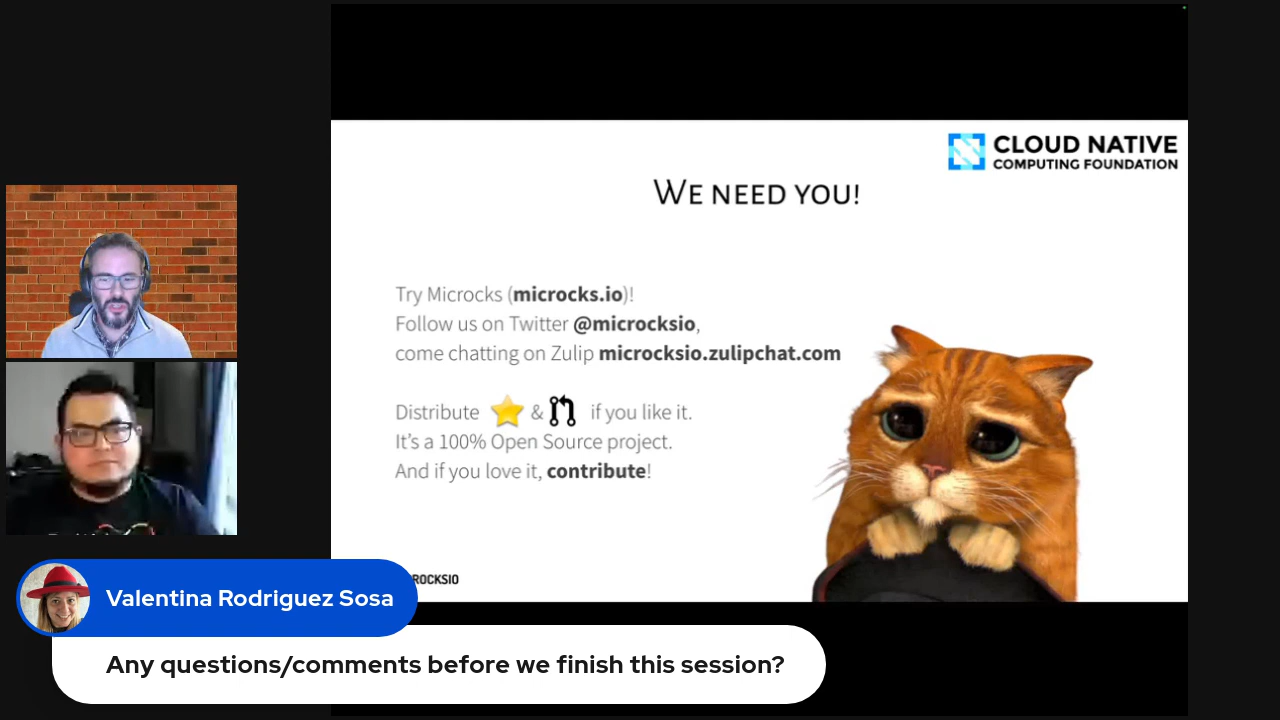 CLOUD NATIVE
COMPUTING FOUNDATION
WE NEED YOU!
Try Microcks (microcks.io)!
Follow us on Twitter @microcksio,
come chatting on Zulip microcksio.zulipchat.com
Distribute & if you like it.
It's a 100% Open Source project.
And if you love it, contribute!
ROCKSIO
Valentina Rodriguez Sosa
Any questions/comments before we finish this session?